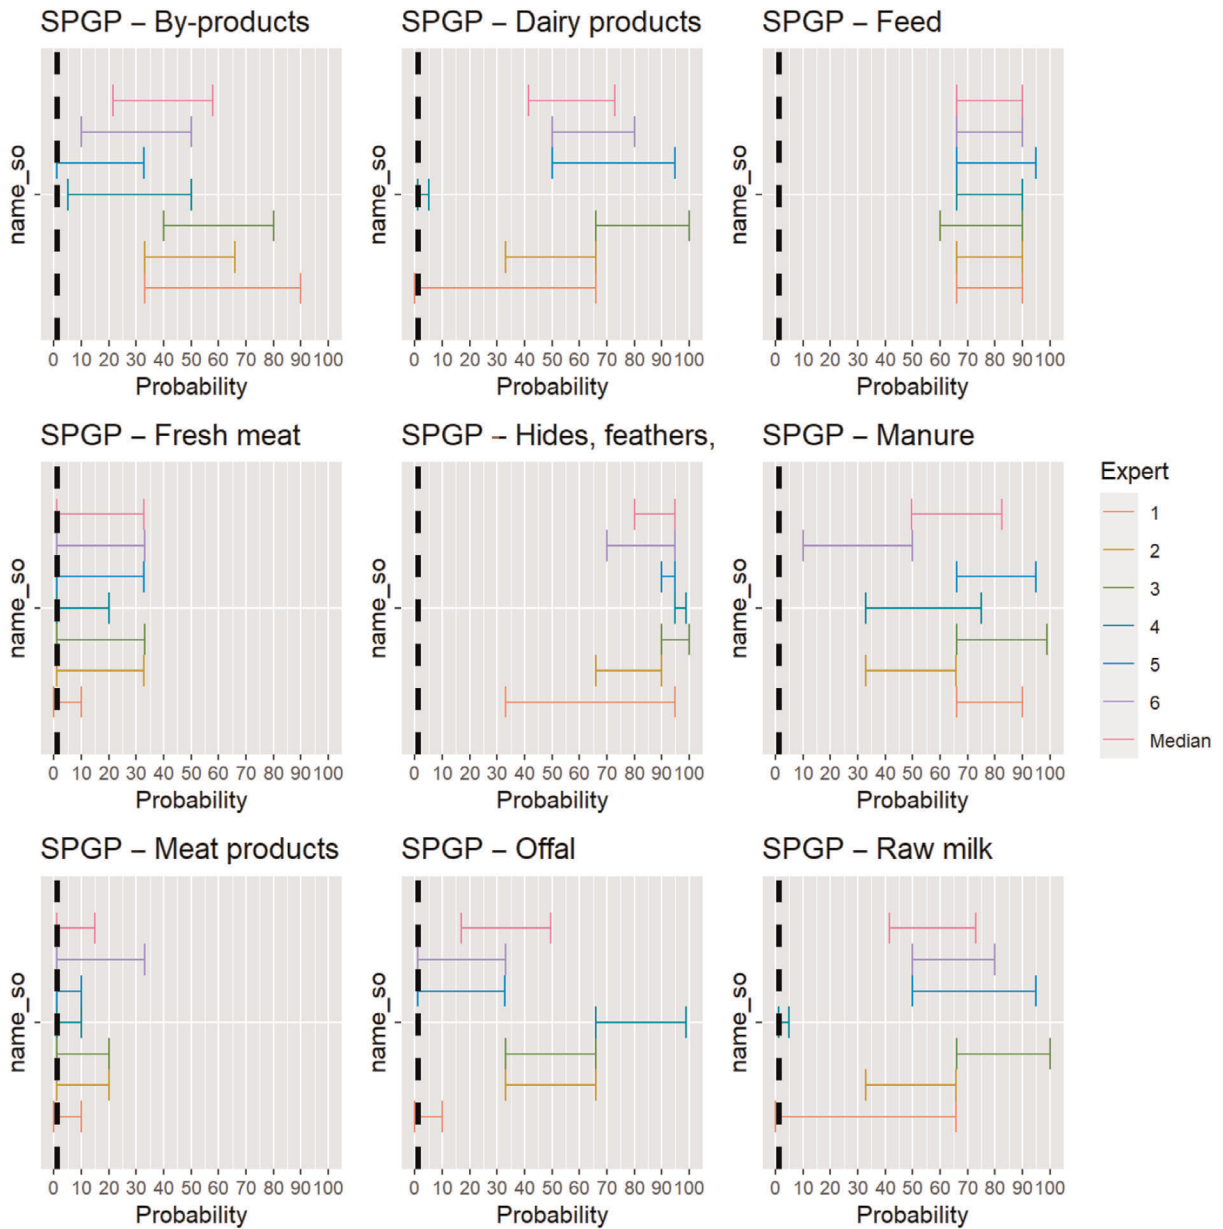 SPGP – By-products
SPGP – Dairy products
SPGP – Feed
name_so
name_so
name_so
0 10 20 30 40 50 60 70 80 90 100
0 10 20 30 40 50 60 70 80 90 100
0 10 20 30 40 50 60 70 80 90 100
Probability
Probability
Probability
SPGP – Fresh meat
SPGP – Hides, feathers,
SPGP – Manure
name_so
name_so
name_so
0 10 20 30 40 50 60 70 80 90 100
0 10 20 30 40 50 60 70 80 90 100
0 10 20 30 40 50 60 70 80 90 100
Probability
Probability
Probability
Expert
1
2
3
4
5
6
Median
SPGP – Meat products
SPGP – Offal
SPGP – Raw milk
name_so
name_so
name_so
0 10 20 30 40 50 60 70 80 90 100
0 10 20 30 40 50 60 70 80 90 100
0 10 20 30 40 50 60 70 80 90 100
Probability
Probability
Probability